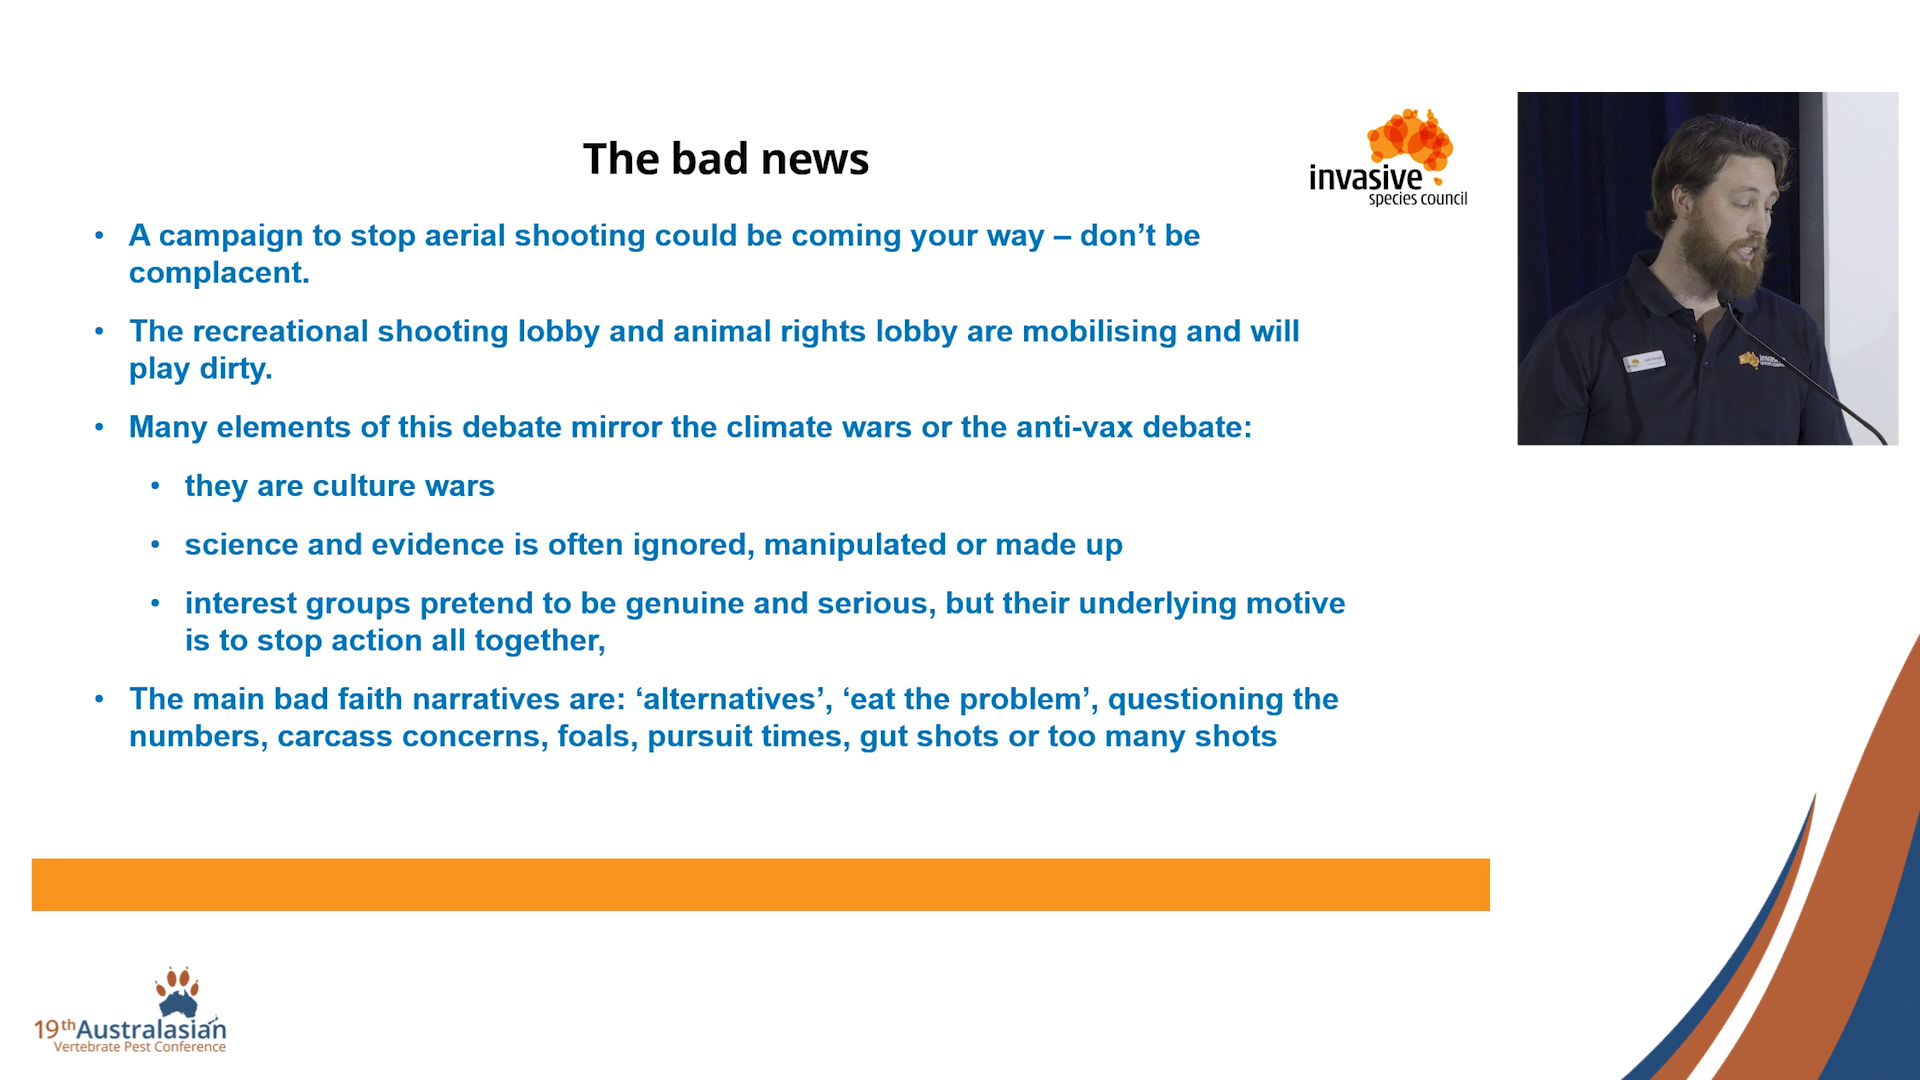 The bad news
invasive
species council
• A campaign to stop aerial shooting could be coming your way – don’t be
complacent.
• The recreational shooting lobby and animal rights lobby are mobilising and will
play dirty.
• Many elements of this debate mirror the climate wars or the anti-vax debate:
• they are culture wars
• science and evidence is often ignored, manipulated or made up
• interest groups pretend to be genuine and serious, but their underlying motive
is to stop action all together,
• The main bad faith narratives are: ‘alternatives’, ‘eat the problem’, questioning the
numbers, carcass concerns, foals, pursuit times, gut shots or too many shots
19th Australasian
Vertebrate Pest Conference